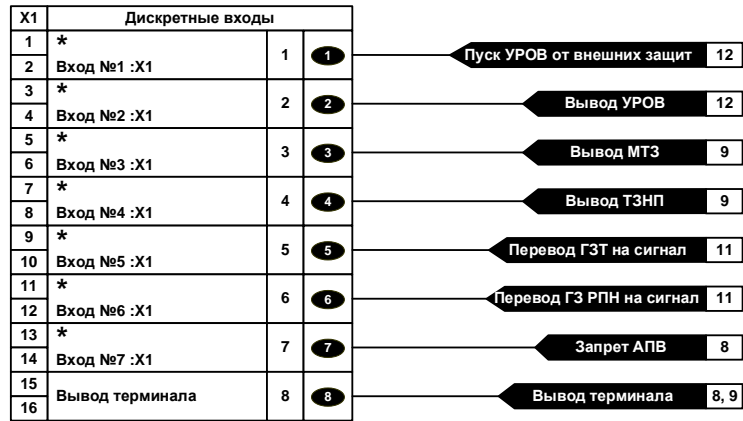 X1 Дискретные входы
1 * 1 1 Пуск УРОВ от внешних защит 12
2 Вход №1 :X1
3 * 2 2 Вывод УРОВ 12
4 Вход №2 :X1
5 * 3 3 Вывод МТЗ 9
6 Вход №3 :X1
7 * 4 4 Вывод ТЗНП 9
8 Вход №4 :X1
9 * 5 5 Перевод ГЗТ на сигнал 11
10 Вход №5 :X1
11 * 6 6 Перевод ГЗ РПН на сигнал 11
12 Вход №6 :X1
13 * 7 7 Запрет АПВ 8
14 Вход №7 :X1
15 Вывод терминала 8 8 Вывод терминала 8, 9
16